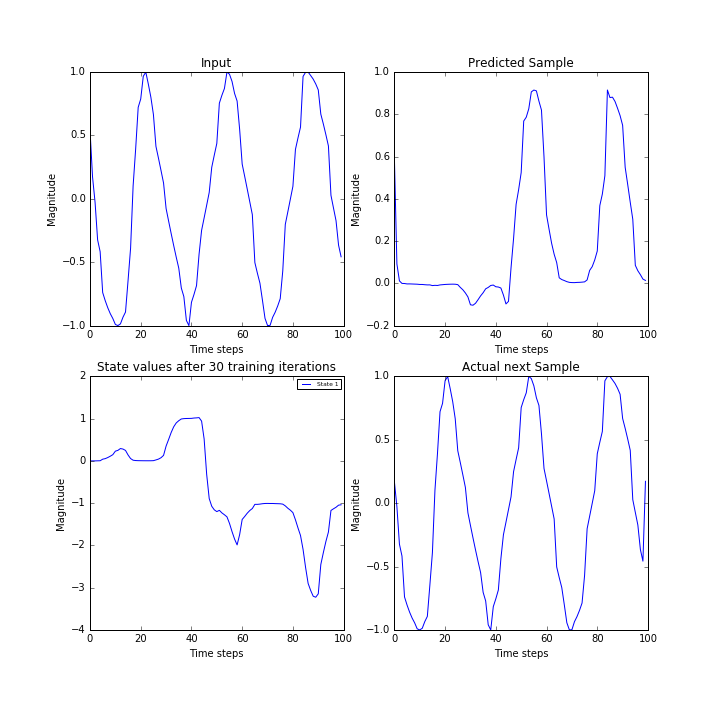 Input
1.0
0.5
0.0
−0.5
−1.0
Magnitude
0 20 40 60 80 100
Time steps
Predicted Sample
1.0
0.8
0.6
0.4
0.2
0.0
−0.2
Magnitude
0 20 40 60 80 100
Time steps
State values after 30 training iterations
State 1
2
1
0
−1
−2
−3
−4
Magnitude
0 20 40 60 80 100
Time steps
Actual next Sample
1.0
0.5
0.0
−0.5
−1.0
Magnitude
0 20 40 60 80 100
Time steps